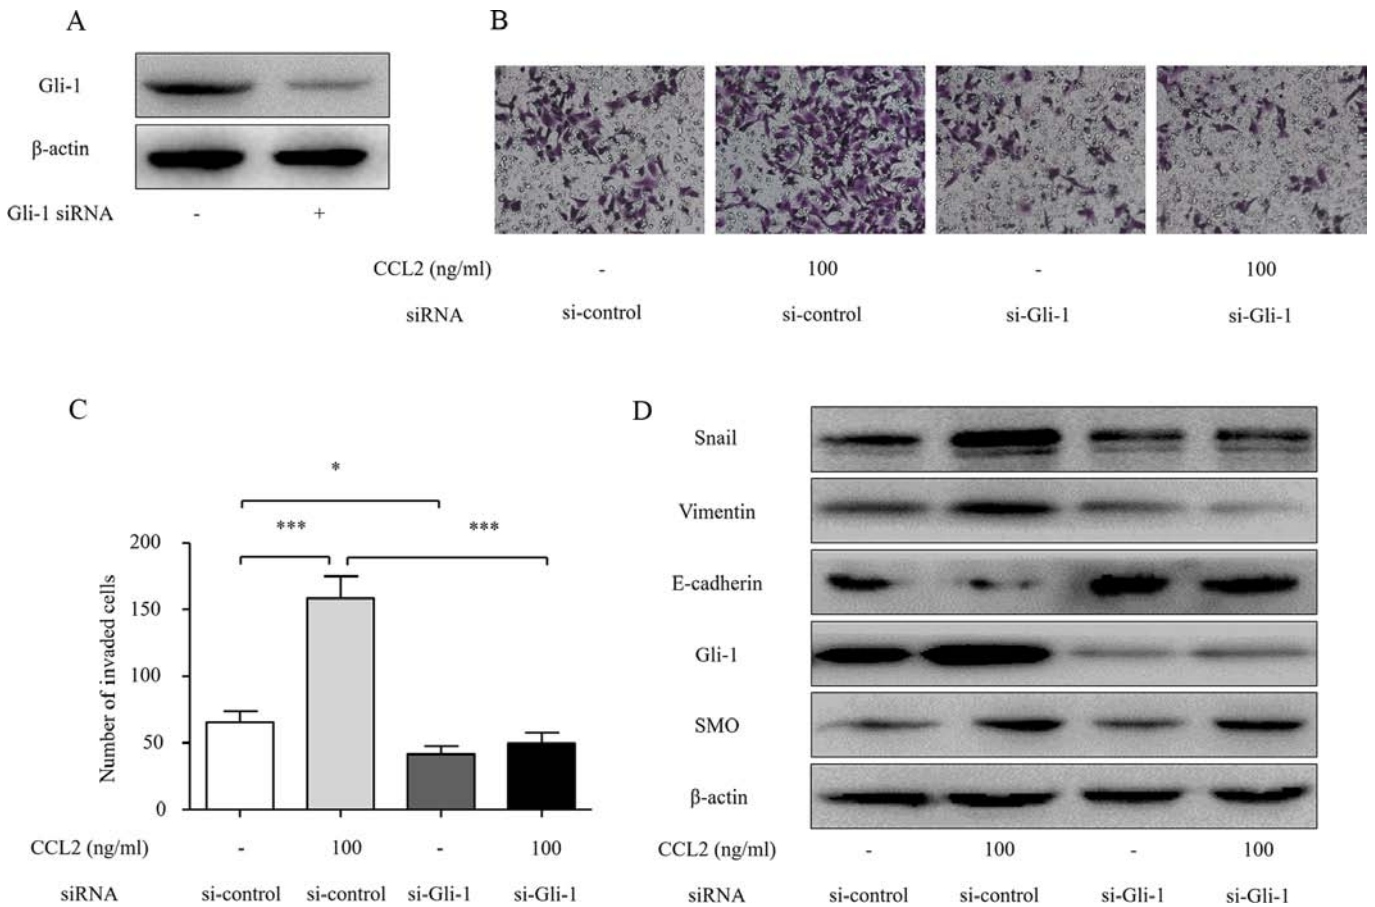 A
Gli-1
β-actin
Gli-1 siRNA - +
B
CCL2 (ng/ml) - 100 - 100
siRNA si-control si-control si-Gli-1 si-Gli-1
C
*
*** ***
200
150
100
50
0
Number of invaded cells
CCL2 (ng/ml) - 100 - 100
siRNA si-control si-control si-Gli-1 si-Gli-1
D
Snail
Vimentin
E-cadherin
Gli-1
SMO
β-actin
CCL2 (ng/ml) - 100 - 100
siRNA si-control si-control si-Gli-1 si-Gli-1